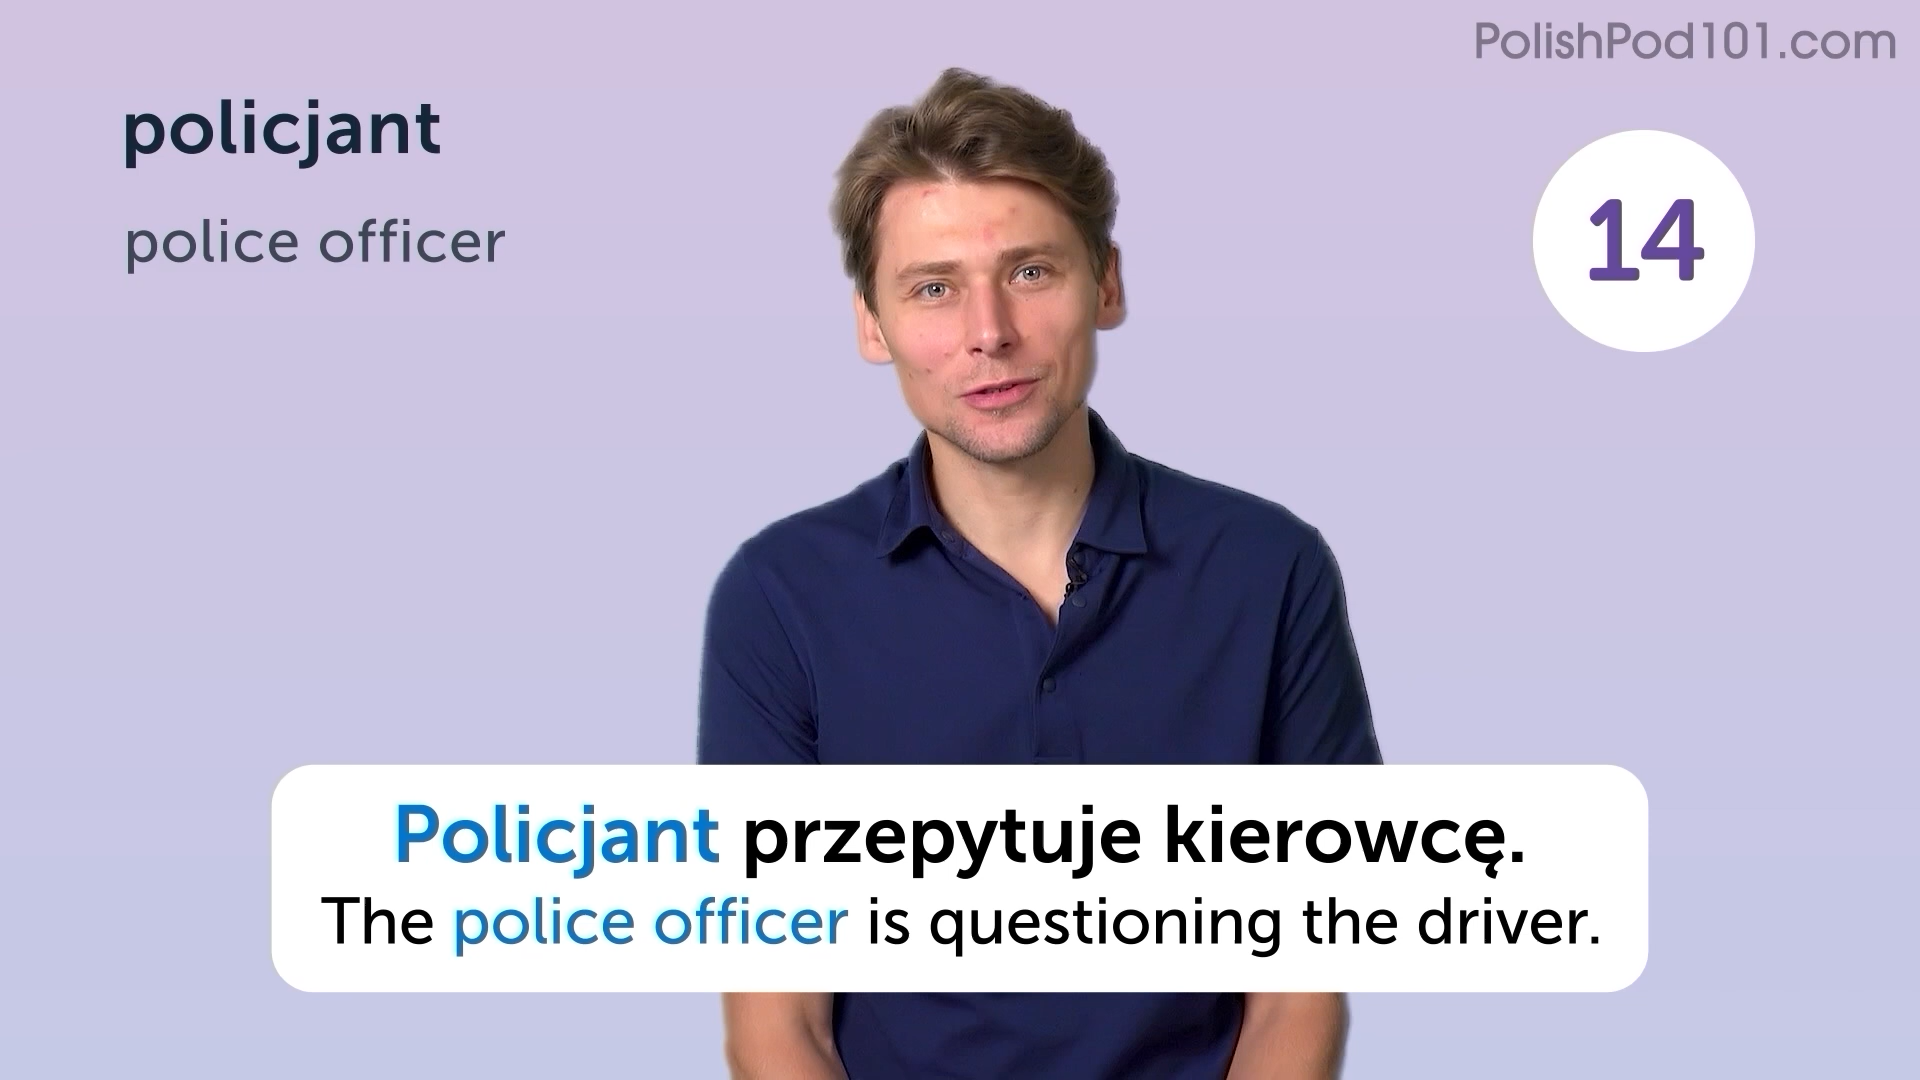 PolishPod101.com
policjant
police officer
14
Policjant przepytuje kierowcę.
The police officer is questioning the driver.